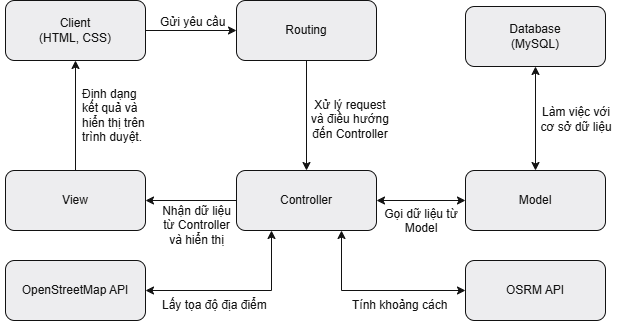 Client
(HTML, CSS)
Gửi yêu cầu
Routing
Database
(MySQL)
Định dạng
kết quả và
hiển thị trên
trình duyệt.
Xử lý request
và điều hướng
đến Controller
Làm việc với
cơ sở dữ liệu
View
Nhận dữ liệu
từ Controller
và hiển thị
Controller
Gọi dữ liệu từ
Model
Model
OpenStreetMap API
Lấy tọa độ địa điểm
Tính khoảng cách
OSRM API